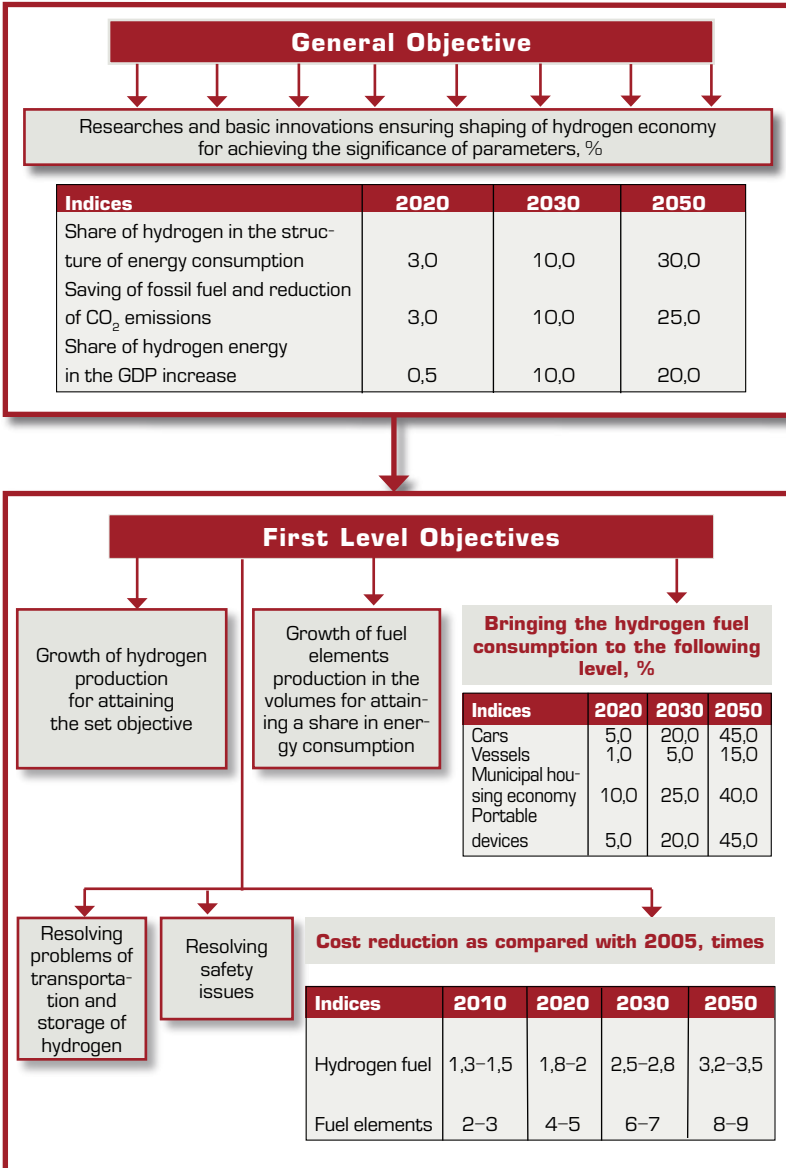 General Objective
Researches and basic innovations ensuring shaping of hydrogen economy
for achieving the significance of parameters, %
Indices 2020 2030 2050
Share of hydrogen in the struc-
ture of energy consumption 3,0 10,0 30,0
Saving of fossil fuel and reduction
of CO2 emissions 3,0 10,0 25,0
Share of hydrogen energy
in the GDP increase 0,5 10,0 20,0
First Level Objectives
Growth of hydrogen
production
for attaining
the set objective
Growth of fuel
elements
production in the
volumes for attain-
ing a share in ener-
gy consumption
Bringing the hydrogen fuel
consumption to the following
level, %
Indices 2020 2030 2050
Cars 5,0 20,0 45,0
Vessels 1,0 5,0 15,0
Municipal hou-
sing economy 10,0 25,0 40,0
Portable
devices 5,0 20,0 45,0
Resolving
problems of
transporta-
tion and
storage of
hydrogen
Resolving
safety
issues
Cost reduction as compared with 2005, times
Indices 2010 2020 2030 2050
Hydrogen fuel 1,3–1,5 1,8–2 2,5–2,8 3,2–3,5
Fuel elements 2–3 4–5 6–7 8–9